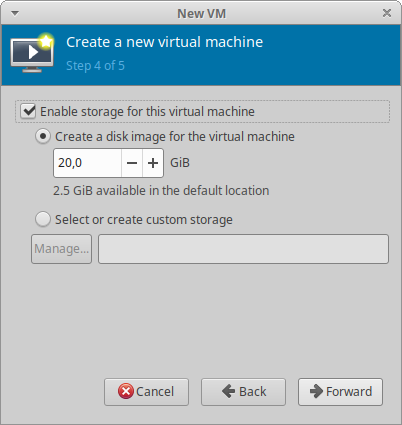 New VM
Create a new virtual machine
Step 4 of 5
Enable storage for this virtual machine
Create a disk image for the virtual machine
20,0 − + GiB
2.5 GiB available in the default location
Select or create custom storage
Manage...
Cancel Back Forward